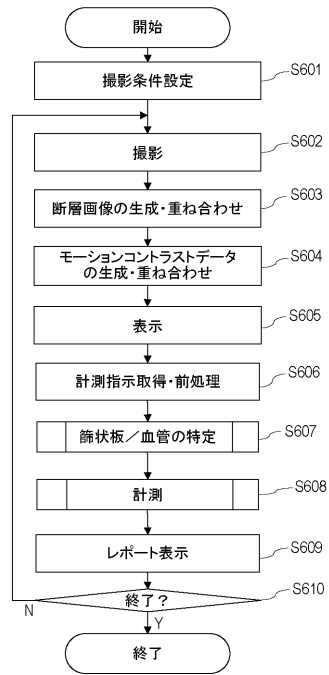 開始
撮影条件設定
S601
撮影
S602
断層画像の生成・重ね合わせ
S603
モーションコントラストデータ
の生成・重ね合わせ
S604
表示
S605
計測指示取得・前処理
S606
篩状板／血管の特定
S607
計測
S608
レポート表示
S609
終了？
S610
N
Y
終了